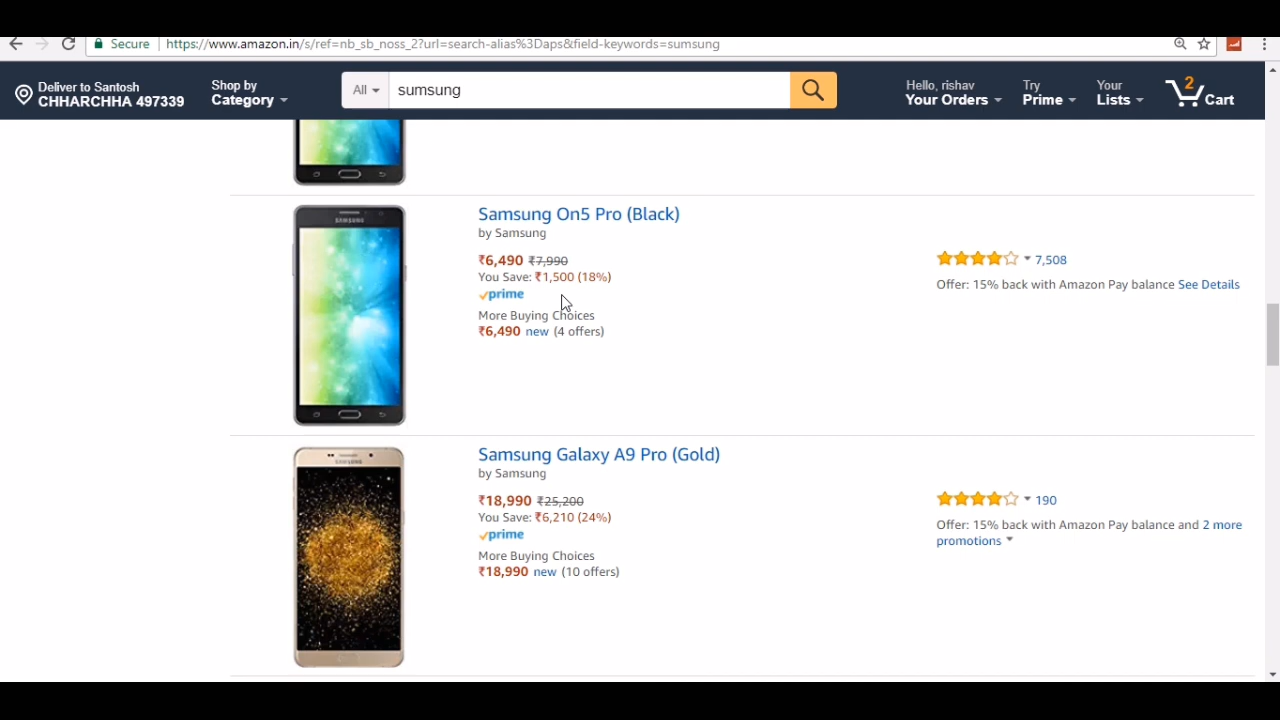 Secure https://www.amazon.in/s/ref=nb_sb_noss_2?url=search-alias%3Daps&field-keywords=sumsung
Deliver to Santosh
CHHARCHHA 497339
Shop by
Category
All
sumsung
Hello, rishav
Your Orders
Try
Prime
Your
Lists
2
Cart
SAMSUNG
Samsung On5 Pro (Black)
by Samsung
₹6,490 ₹7,990
You Save: ₹1,500 (18%)
prime
More Buying Choices
₹6,490 new (4 offers)
7,508
Offer: 15% back with Amazon Pay balance See Details
SAMSUNG
Samsung Galaxy A9 Pro (Gold)
by Samsung
₹18,990 ₹25,200
You Save: ₹6,210 (24%)
prime
More Buying Choices
₹18,990 new (10 offers)
190
Offer: 15% back with Amazon Pay balance and 2 more
promotions